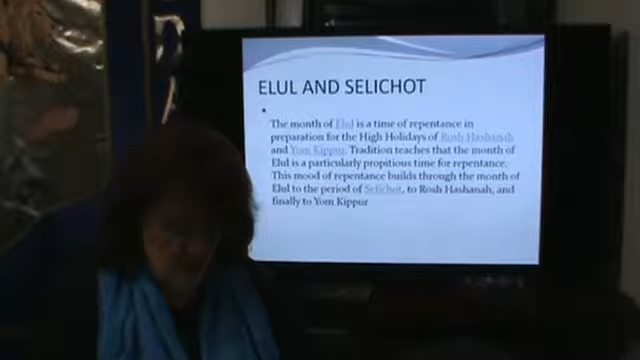 ELUL AND SELICHOT
The month of Elul is a time of repentance in
preparation for the High Holidays of Rosh Hashanah
and Yom Kippur. Tradition teaches that the month of
Elul is a particularly propitious time for repentance.
This mood of repentance builds through the month of
Elul to the period of Selichot, to Rosh Hashanah, and
finally to Yom Kippur